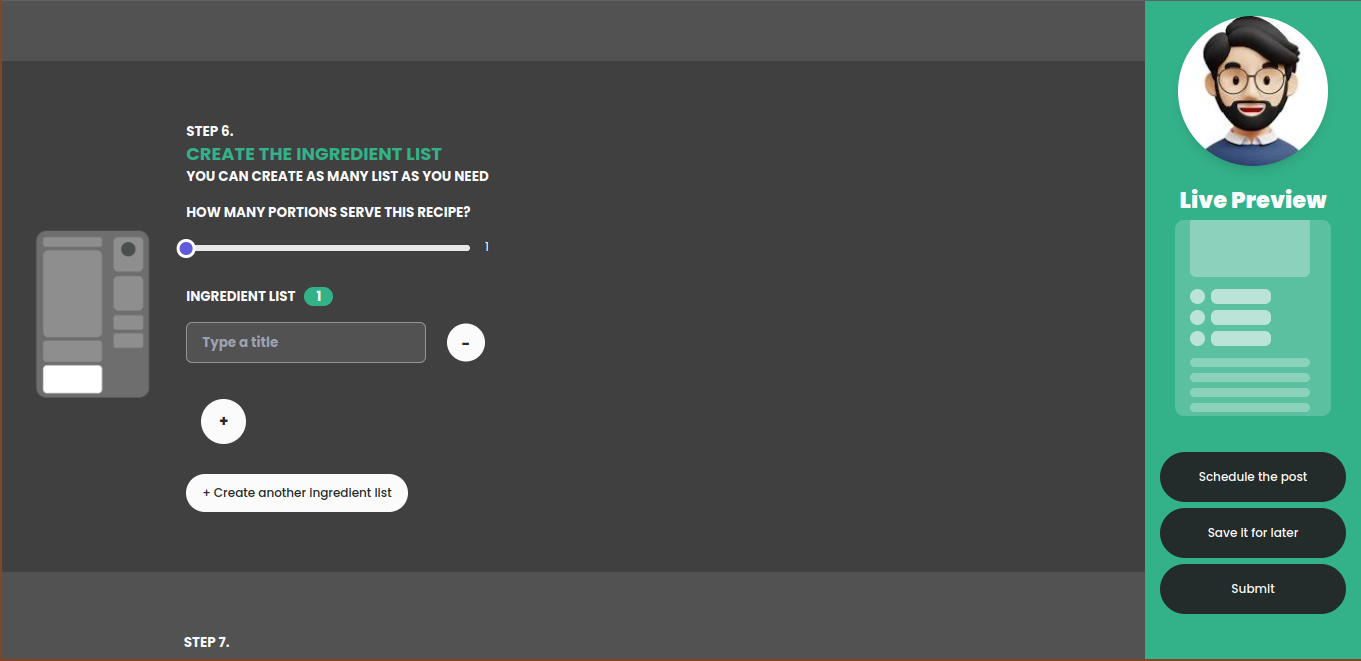 STEP 6.
CREATE THE INGREDIENT LIST
YOU CAN CREATE AS MANY LIST AS YOU NEED
HOW MANY PORTIONS SERVE THIS RECIPE?
1
INGREDIENT LIST 1
Type a title
-
+
+ Create another ingredient list
STEP 7.
Live Preview
Schedule the post
Save it for later
Submit